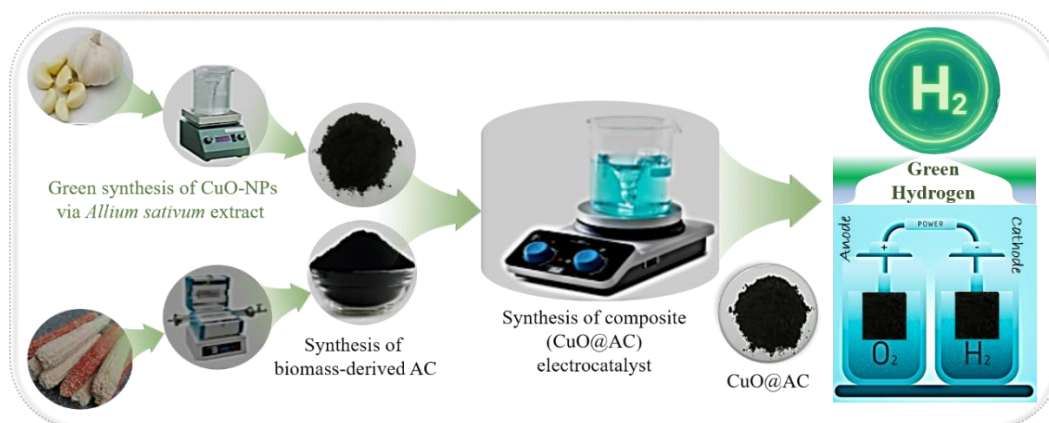 Green synthesis of CuO-NPs
via Allium sativum extract
Synthesis of
biomass-derived AC
Synthesis of composite
(CuO@AC)
electrocatalyst
CuO@AC
H2
Green
Hydrogen
Anode
POWER
Cathode
+
-
O2
H2